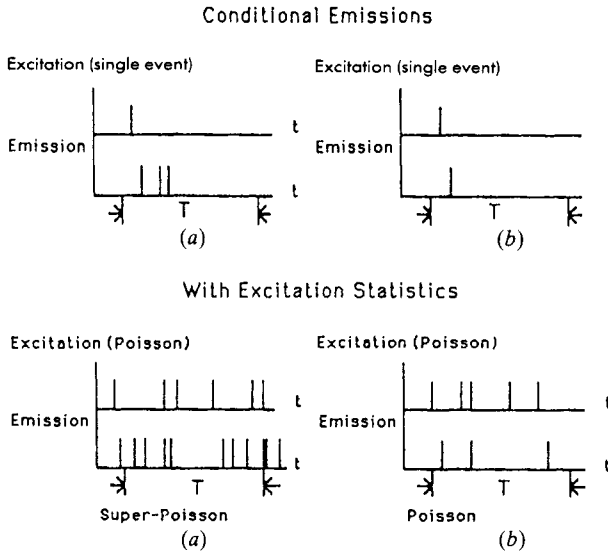 Conditional Emissions
Excitation (single event)
t
Emission
t
T
(a)
Excitation (single event)
t
Emission
t
T
(b)
With Excitation Statistics
Excitation (Poisson)
t
Emission
t
T
Super-Poisson
(a)
Excitation (Poisson)
t
Emission
t
T
Poisson
(b)